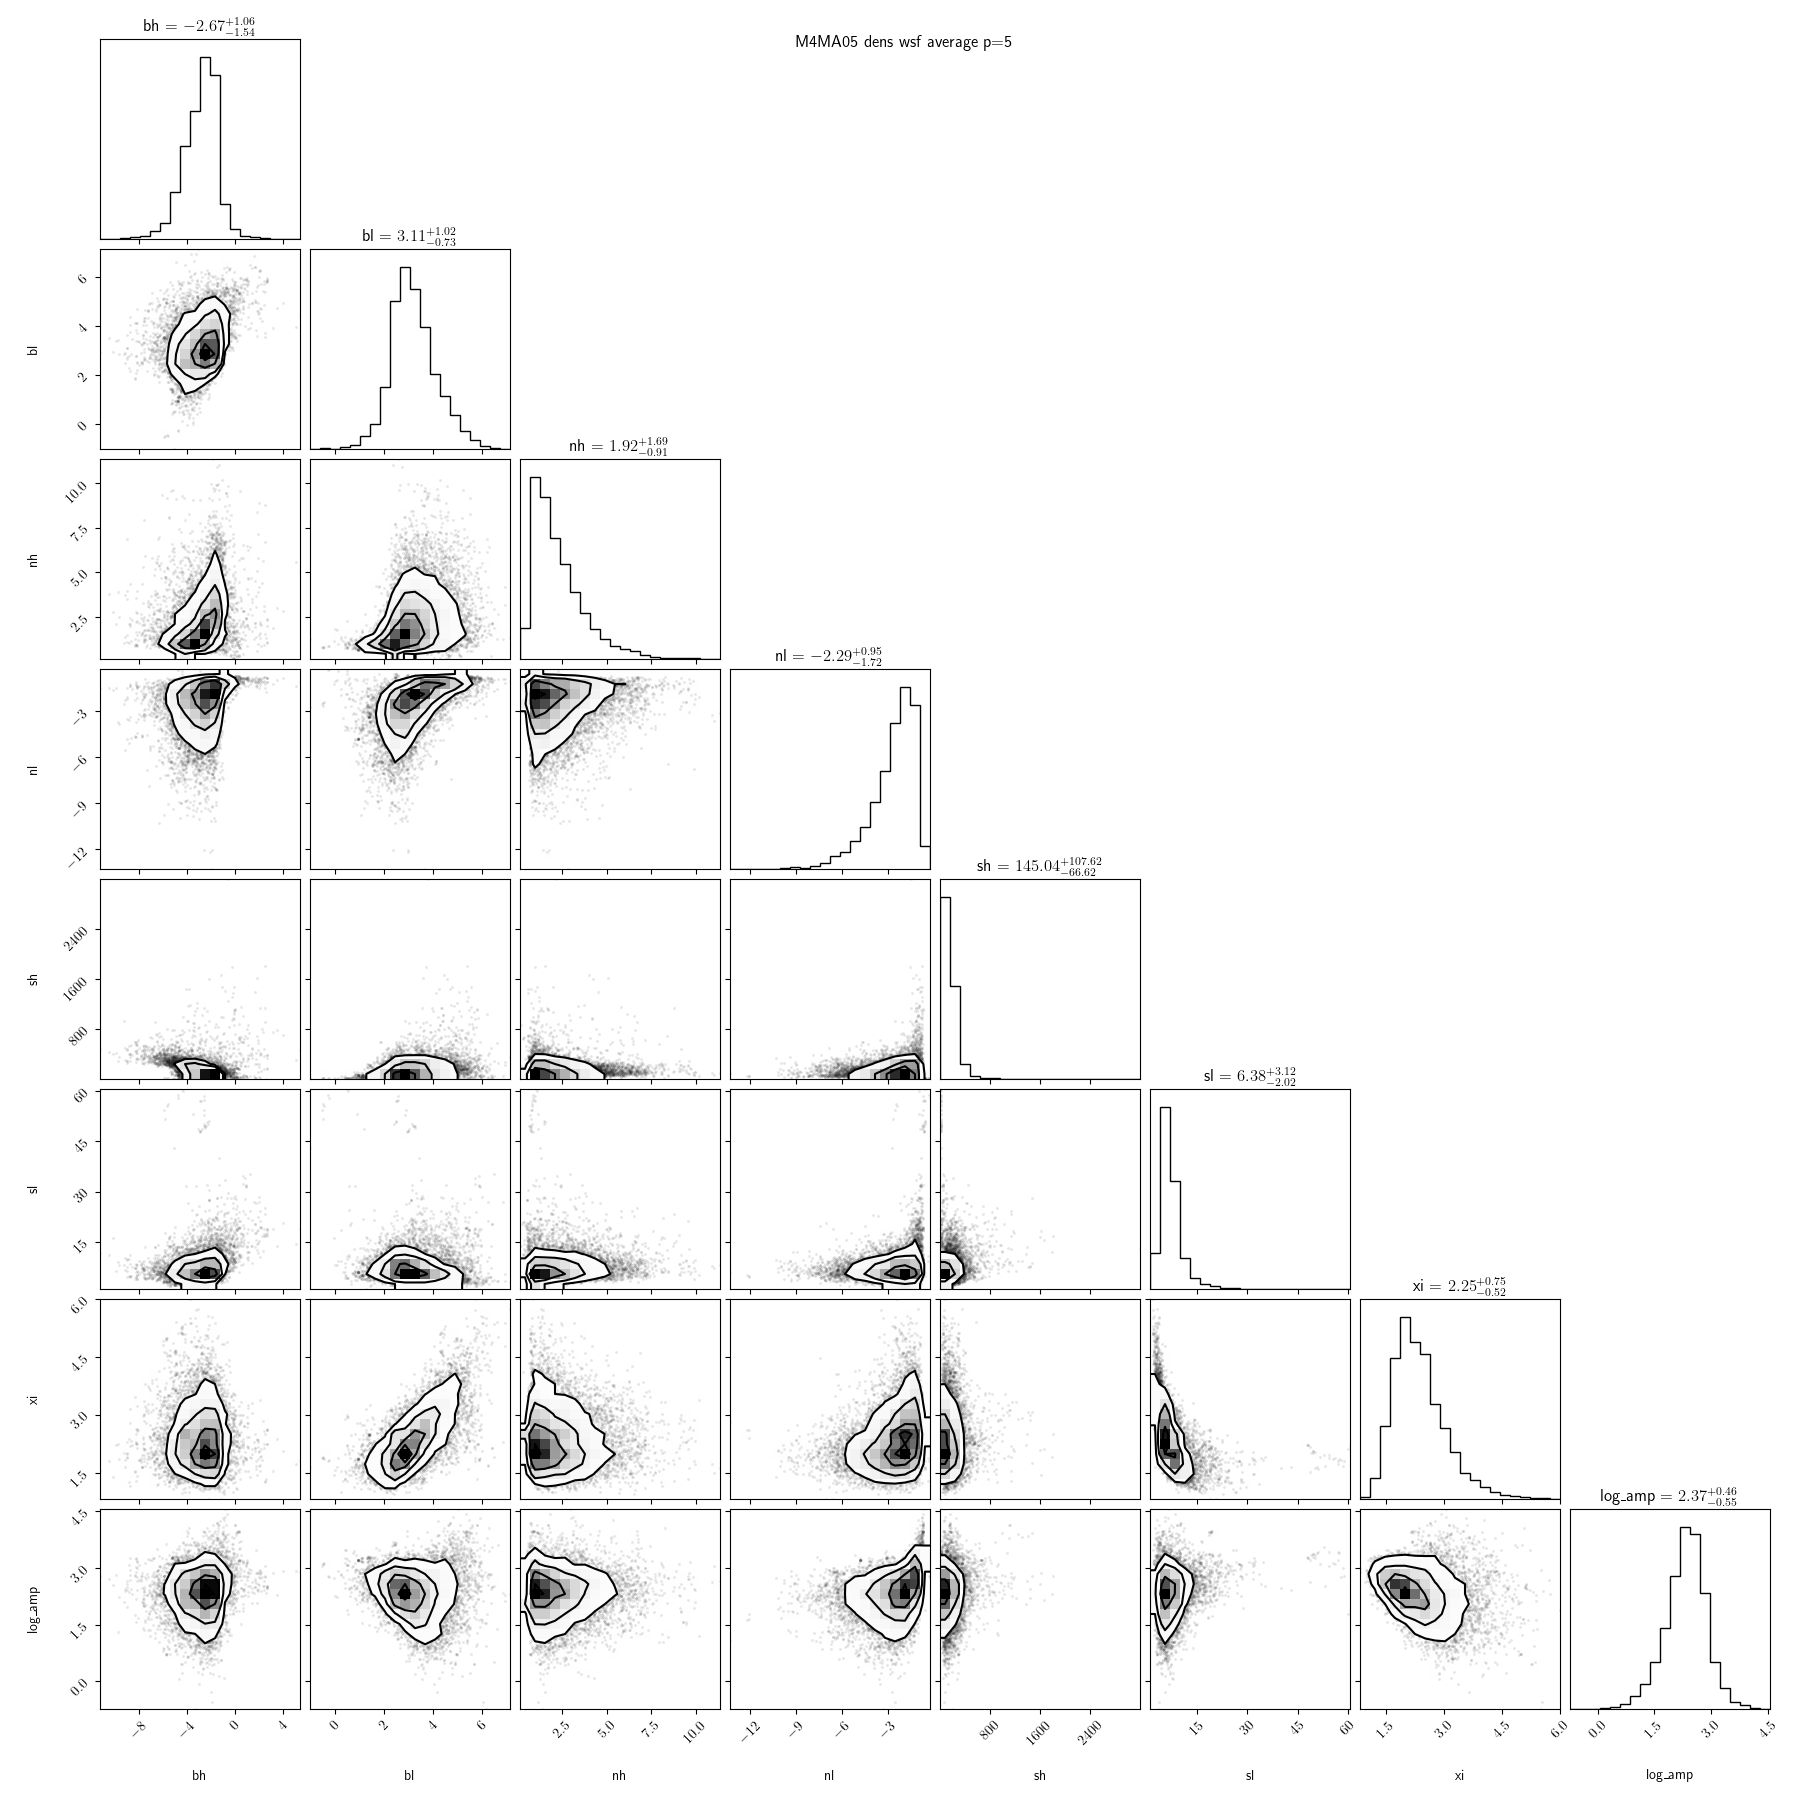 M4MA05 dens wsf average p=5
bh = −2.67+1.06−1.54
bl = 3.11+1.02−0.73
6
4
2
0
bl
nh = 1.92+1.69−0.91
10.0
7.5
5.0
2.5
nh
nl = −2.29+0.95−1.72
−3
−6
−9
−12
nl
sh = 145.04+107.62−66.62
2400
1600
800
sh
sl = 6.38+3.12−2.02
60
45
30
15
sl
xi = 2.25+0.75−0.52
6.0
4.5
3.0
1.5
xi
log_amp = 2.37+0.46−0.55
4.5
3.0
1.5
0.0
log_amp
−8 −4 0 4 0 2 4 6 2.5 5.0 7.5 10.0 −12 −9 −6 −3 800 1600 2400 15 30 45 60 1.5 3.0 4.5 6.0 0.0 1.5 3.0 4.5
bh bl nh nl sh sl xi log_amp